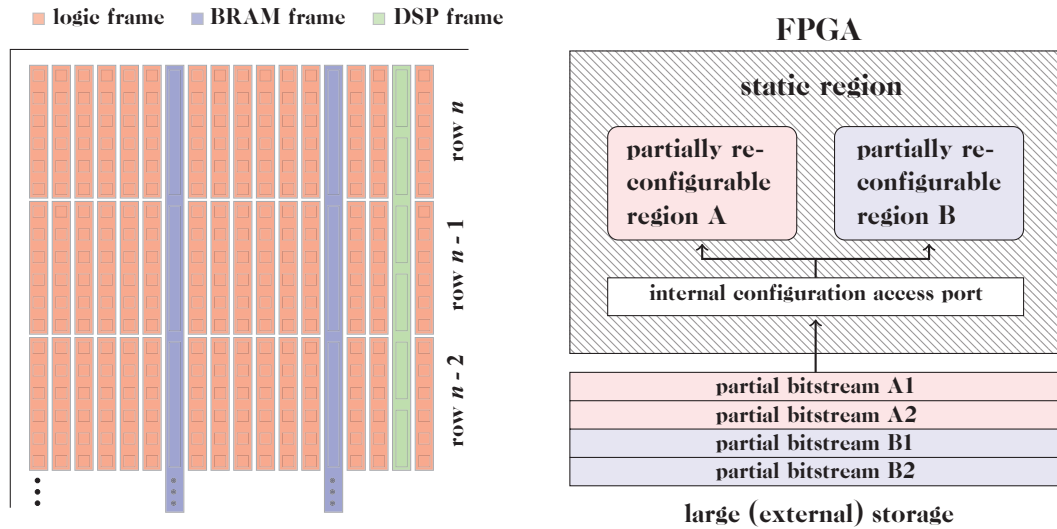 logic frame BRAM frame DSP frame
row n
row n - 1
row n - 2
FPGA
static region
partially re-
configurable
region A
partially re-
configurable
region B
internal configuration access port
partial bitstream A1
partial bitstream A2
partial bitstream B1
partial bitstream B2
large (external) storage